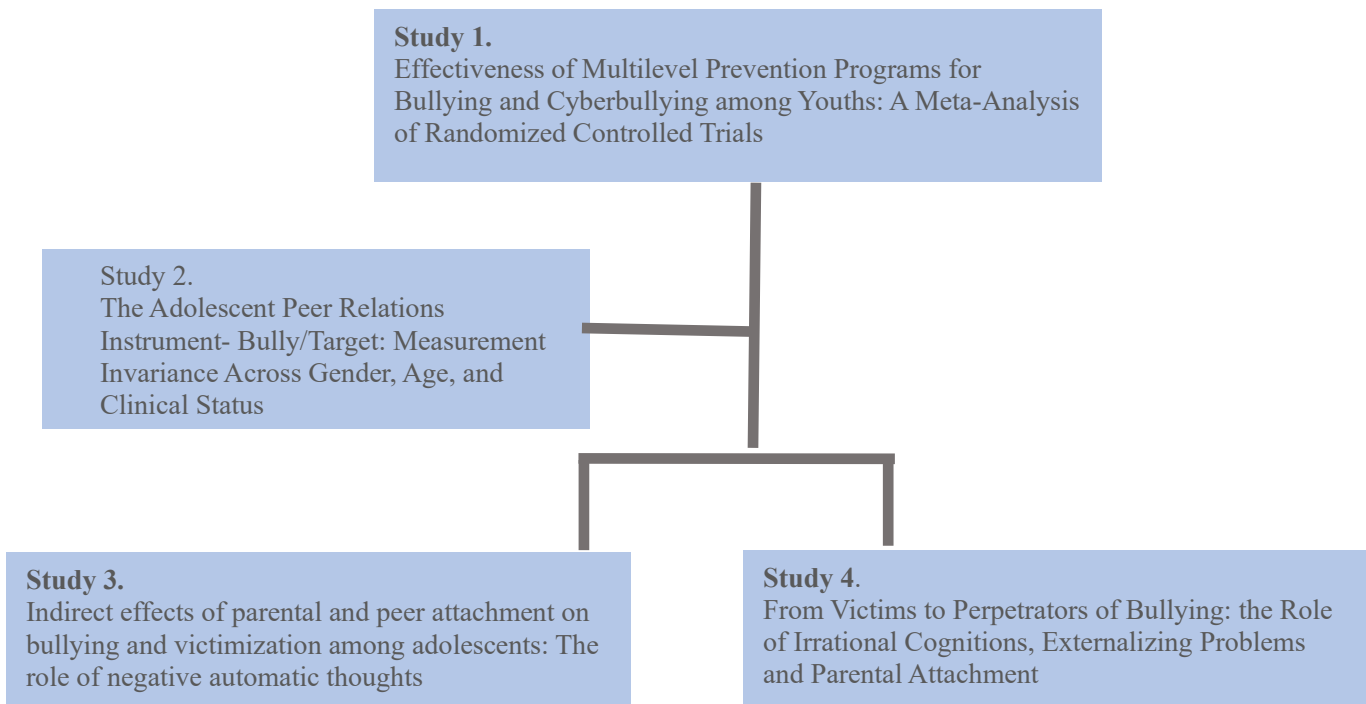 Study 1.
Effectiveness of Multilevel Prevention Programs for
Bullying and Cyberbullying among Youths: A Meta-Analysis
of Randomized Controlled Trials
Study 2.
The Adolescent Peer Relations
Instrument- Bully/Target: Measurement
Invariance Across Gender, Age, and
Clinical Status
Study 3.
Indirect effects of parental and peer attachment on
bullying and victimization among adolescents: The
role of negative automatic thoughts
Study 4.
From Victims to Perpetrators of Bullying: the Role
of Irrational Cognitions, Externalizing Problems
and Parental Attachment